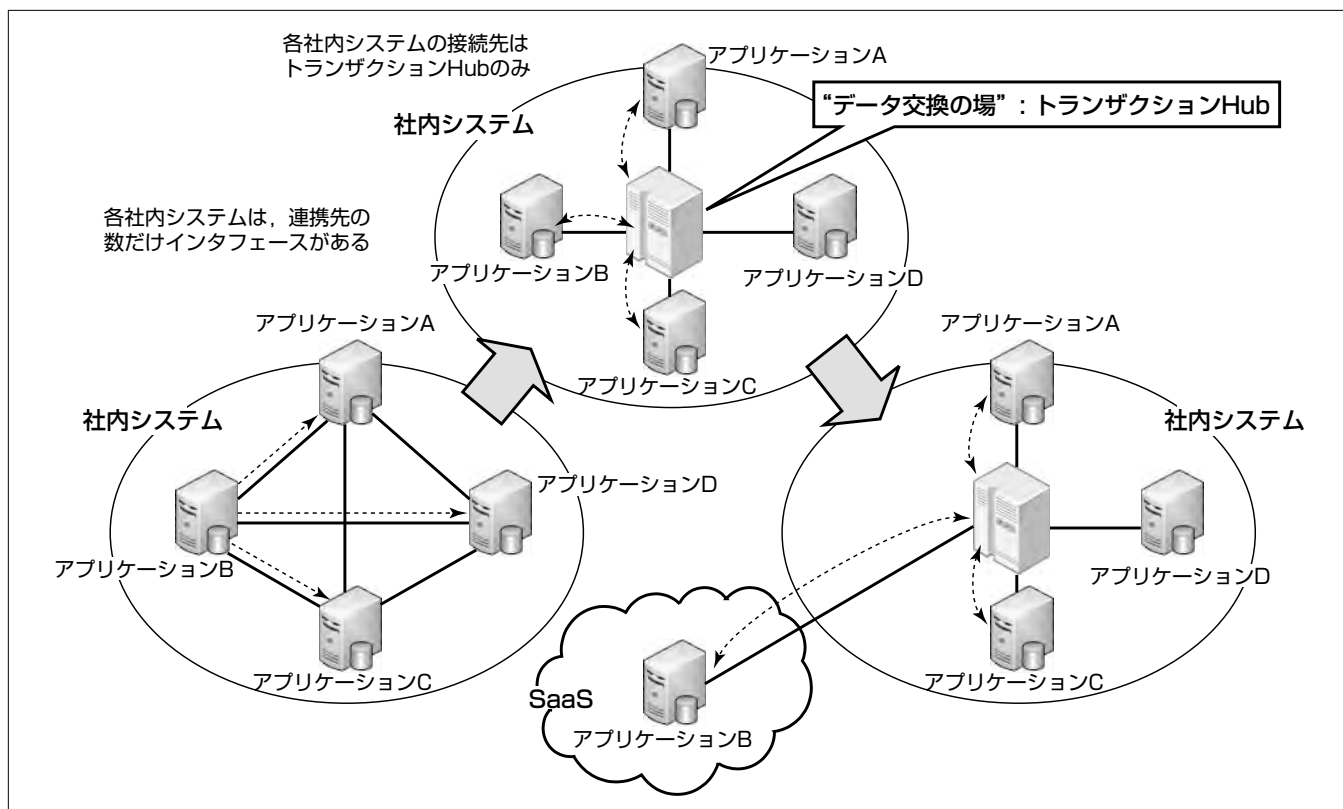 各社内システムの接続先は
トランザクションHubのみ
アプリケーションA
“データ交換の場”：トランザクションHub
社内システム
アプリケーションB
アプリケーションD
アプリケーションC
各社内システムは，連携先の
数だけインタフェースがある
アプリケーションA
社内システム
アプリケーションD
アプリケーションB
アプリケーションC
アプリケーションA
社内システム
アプリケーションD
アプリケーションC
SaaS
アプリケーションB